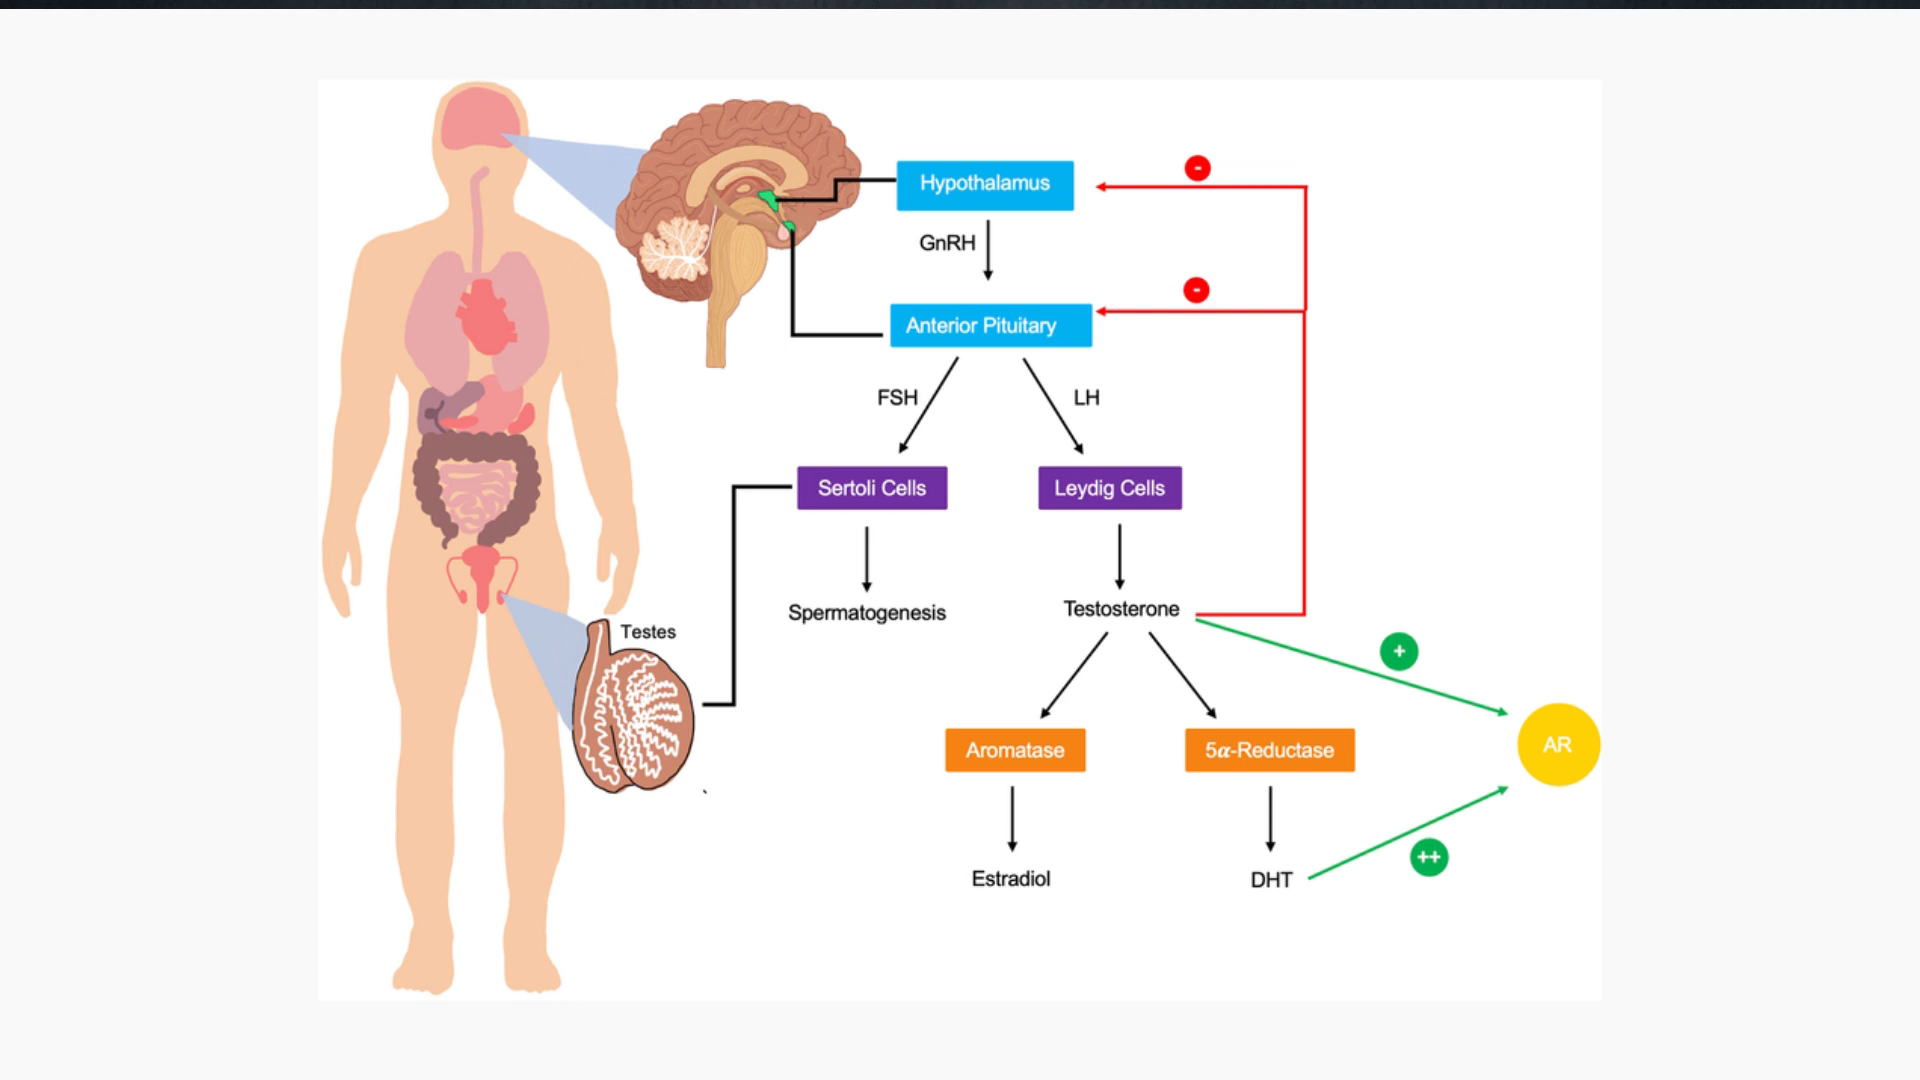 Hypothalamus
-
GnRH
-
Anterior Pituitary
FSH
LH
Sertoli Cells
Leydig Cells
Spermatogenesis
Testosterone
Testes
+
Aromatase
5α-Reductase
AR
++
Estradiol
DHT